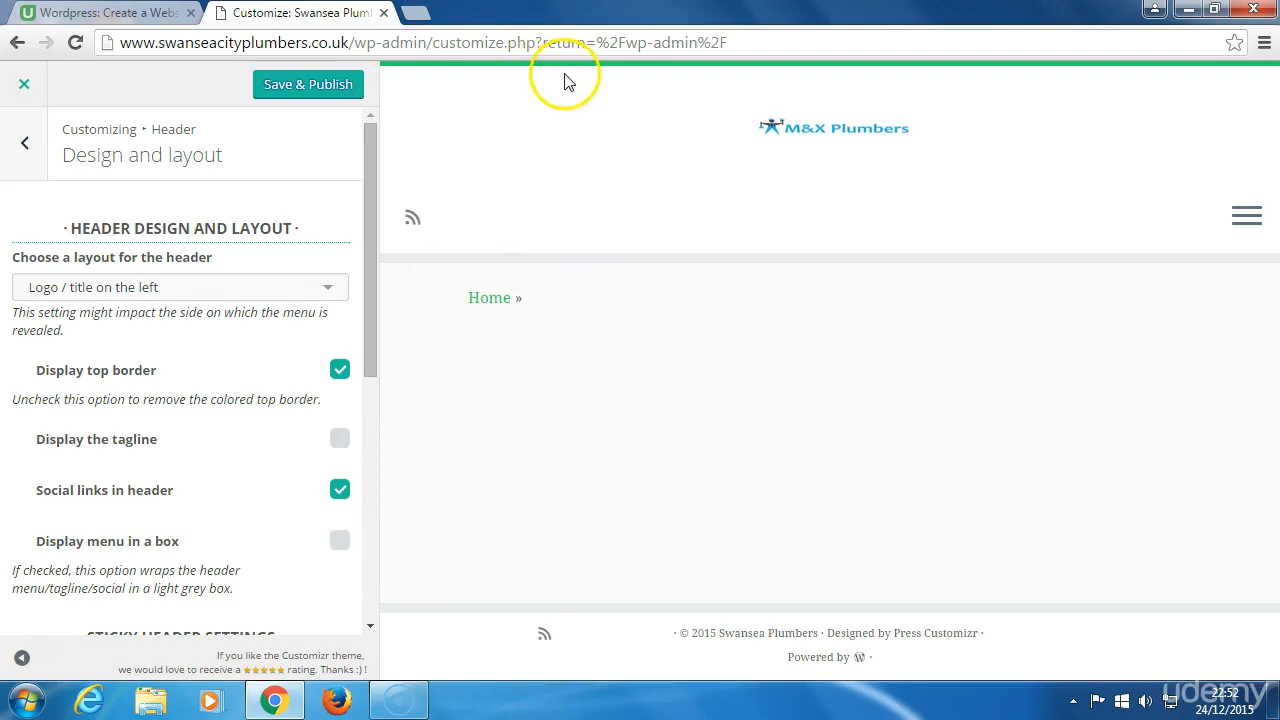 Wordpress: Create a Webs
Customize: Swansea Plum
www.swanseacityplumbers.co.uk/wp-admin/customize.php?return=%2Fwp-admin%2F
Save & Publish
Customizing ‣ Header
Design and layout
· HEADER DESIGN AND LAYOUT ·
Choose a layout for the header
Logo / title on the left
This setting might impact the side on which the menu is
revealed.
Display top border
Uncheck this option to remove the colored top border.
Display the tagline
Social links in header
Display menu in a box
If checked, this option wraps the header
menu/tagline/social in a light grey box.
STICKY HEADER SETTINGS
If you like the Customizr theme,
we would love to receive a ★★★★★ rating. Thanks :) !
M&X Plumbers
Home »
· © 2015 Swansea Plumbers · Designed by Press Customizr ·
Powered by ·
udemy
22:52
24/12/2015